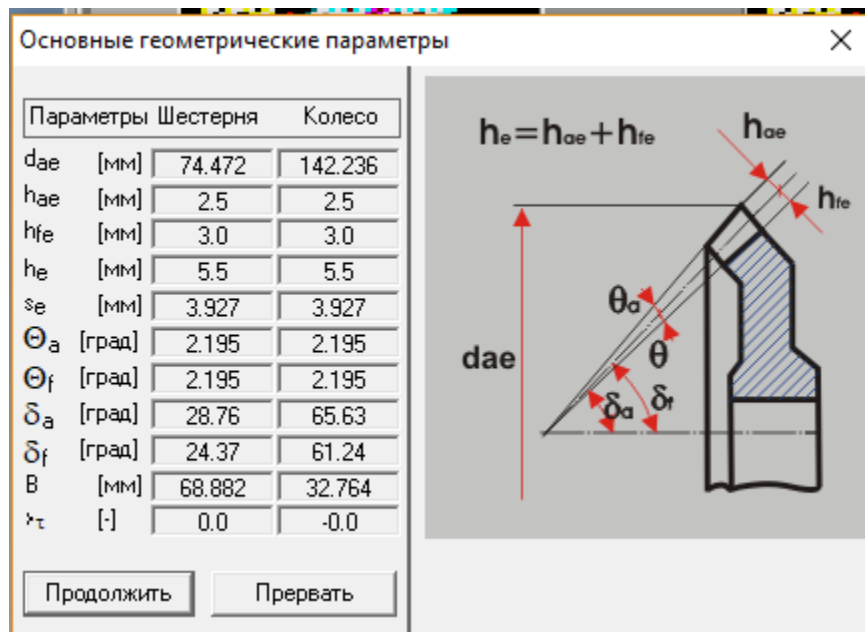 Основные геометрические параметры
Параметры Шестерня Колесо
dae [мм] 74.472 142.236
hae [мм] 2.5 2.5
hfe [мм] 3.0 3.0
he [мм] 5.5 5.5
se [мм] 3.927 3.927
Θa [град] 2.195 2.195
Θf [град] 2.195 2.195
δa [град] 28.76 65.63
δf [град] 24.37 61.24
B [мм] 68.882 32.764
τ [-] 0.0 -0.0
Продолжить Прервать
he=hae+hfe
hae
hfe
θa
θ
dae
δa
δf